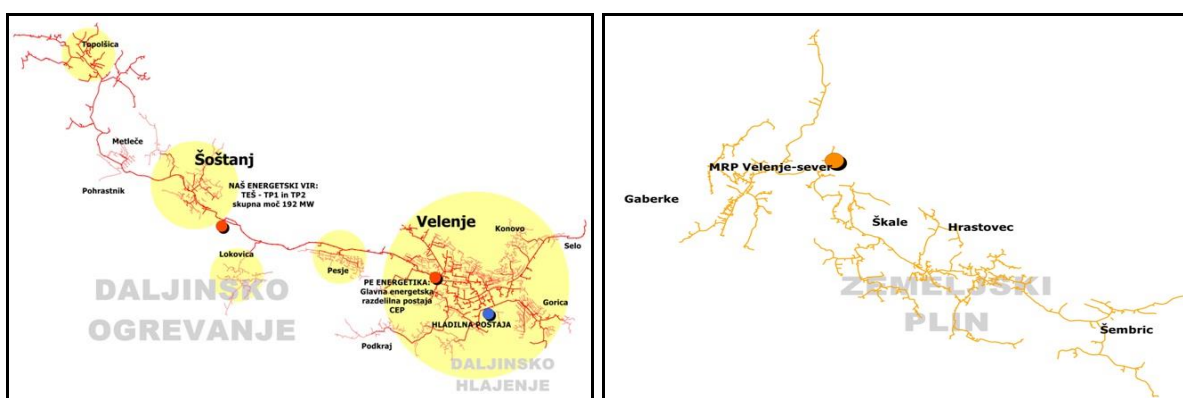 Topolšica
Metleče
Pohrastnik
Šoštanj
NAŠ ENERGETSKI VIR:
TEŠ - TP1 in TP2
skupna moč 192 MW
Lokovica
Pesje
Velenje
Konovo
Selo
PE ENERGETIKA:
Glavna energetska
razdelilna postaja
CEP
Gorica
HLADILNA POSTAJA
Podkraj
DALJINSKO
OGREVANJE
DALJINSKO
HLAJENJE
MRP Velenje-sever
Gaberke
Škale
Hrastovec
ZEMELJSKI
PLIN
Šembric